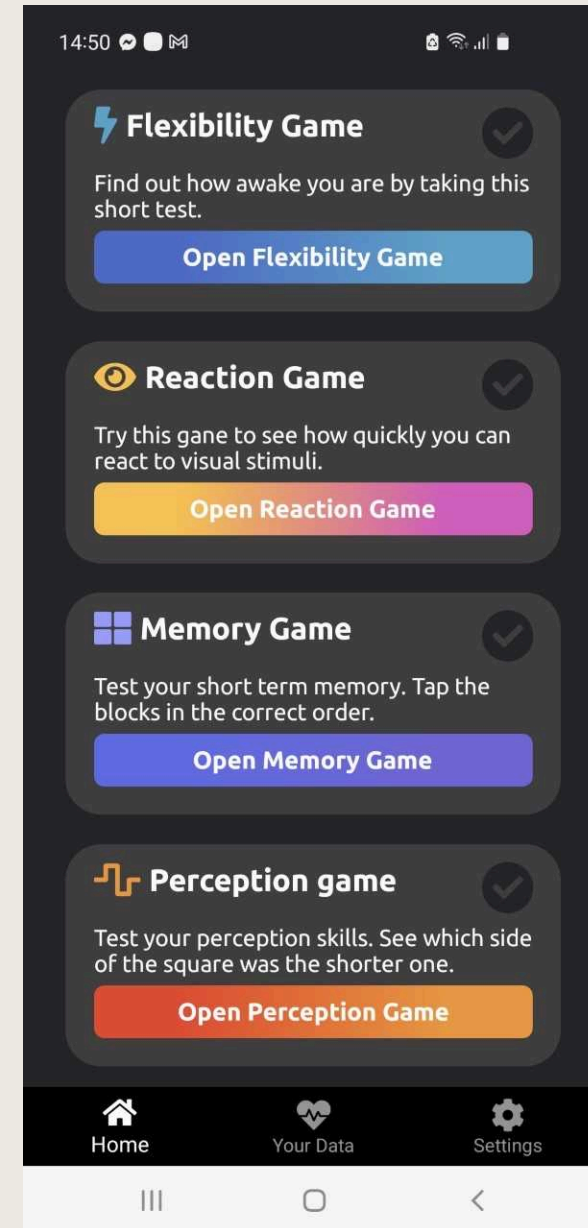 14:50
Flexibility Game
Find out how awake you are by taking this
short test.
Open Flexibility Game
Reaction Game
Try this gane to see how quickly you can
react to visual stimuli.
Open Reaction Game
Memory Game
Test your short term memory. Tap the
blocks in the correct order.
Open Memory Game
Perception game
Test your perception skills. See which side
of the square was the shorter one.
Open Perception Game
Home Your Data Settings